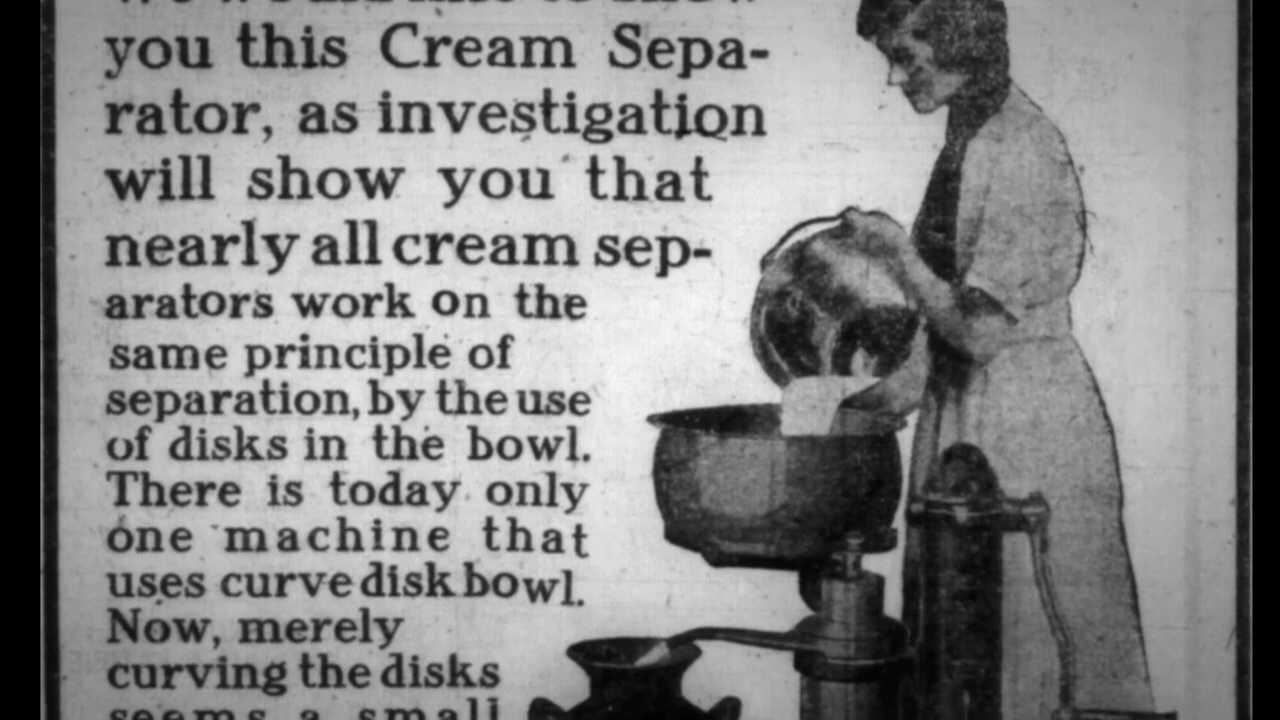 you this Cream Sepa-
rator, as investigation
will show you that
nearly all cream sep-
arators work on the
same principle of
separation, by the use
of disks in the bowl.
There is today only
one machine that
uses curve disk bowl.
Now, merely
curving the disks
seems a small